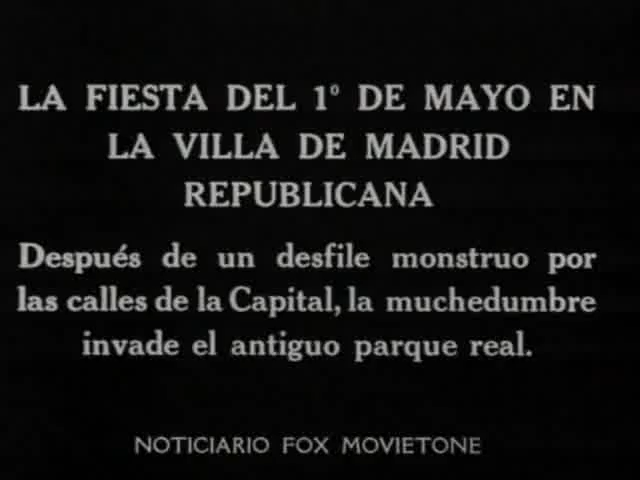 LA FIESTA DEL 1º DE MAYO EN
LA VILLA DE MADRID
REPUBLICANA
Después de un desfile monstruo por
las calles de la Capital, la muchedumbre
invade el antiguo parque real.
NOTICIARIO FOX MOVIETONE